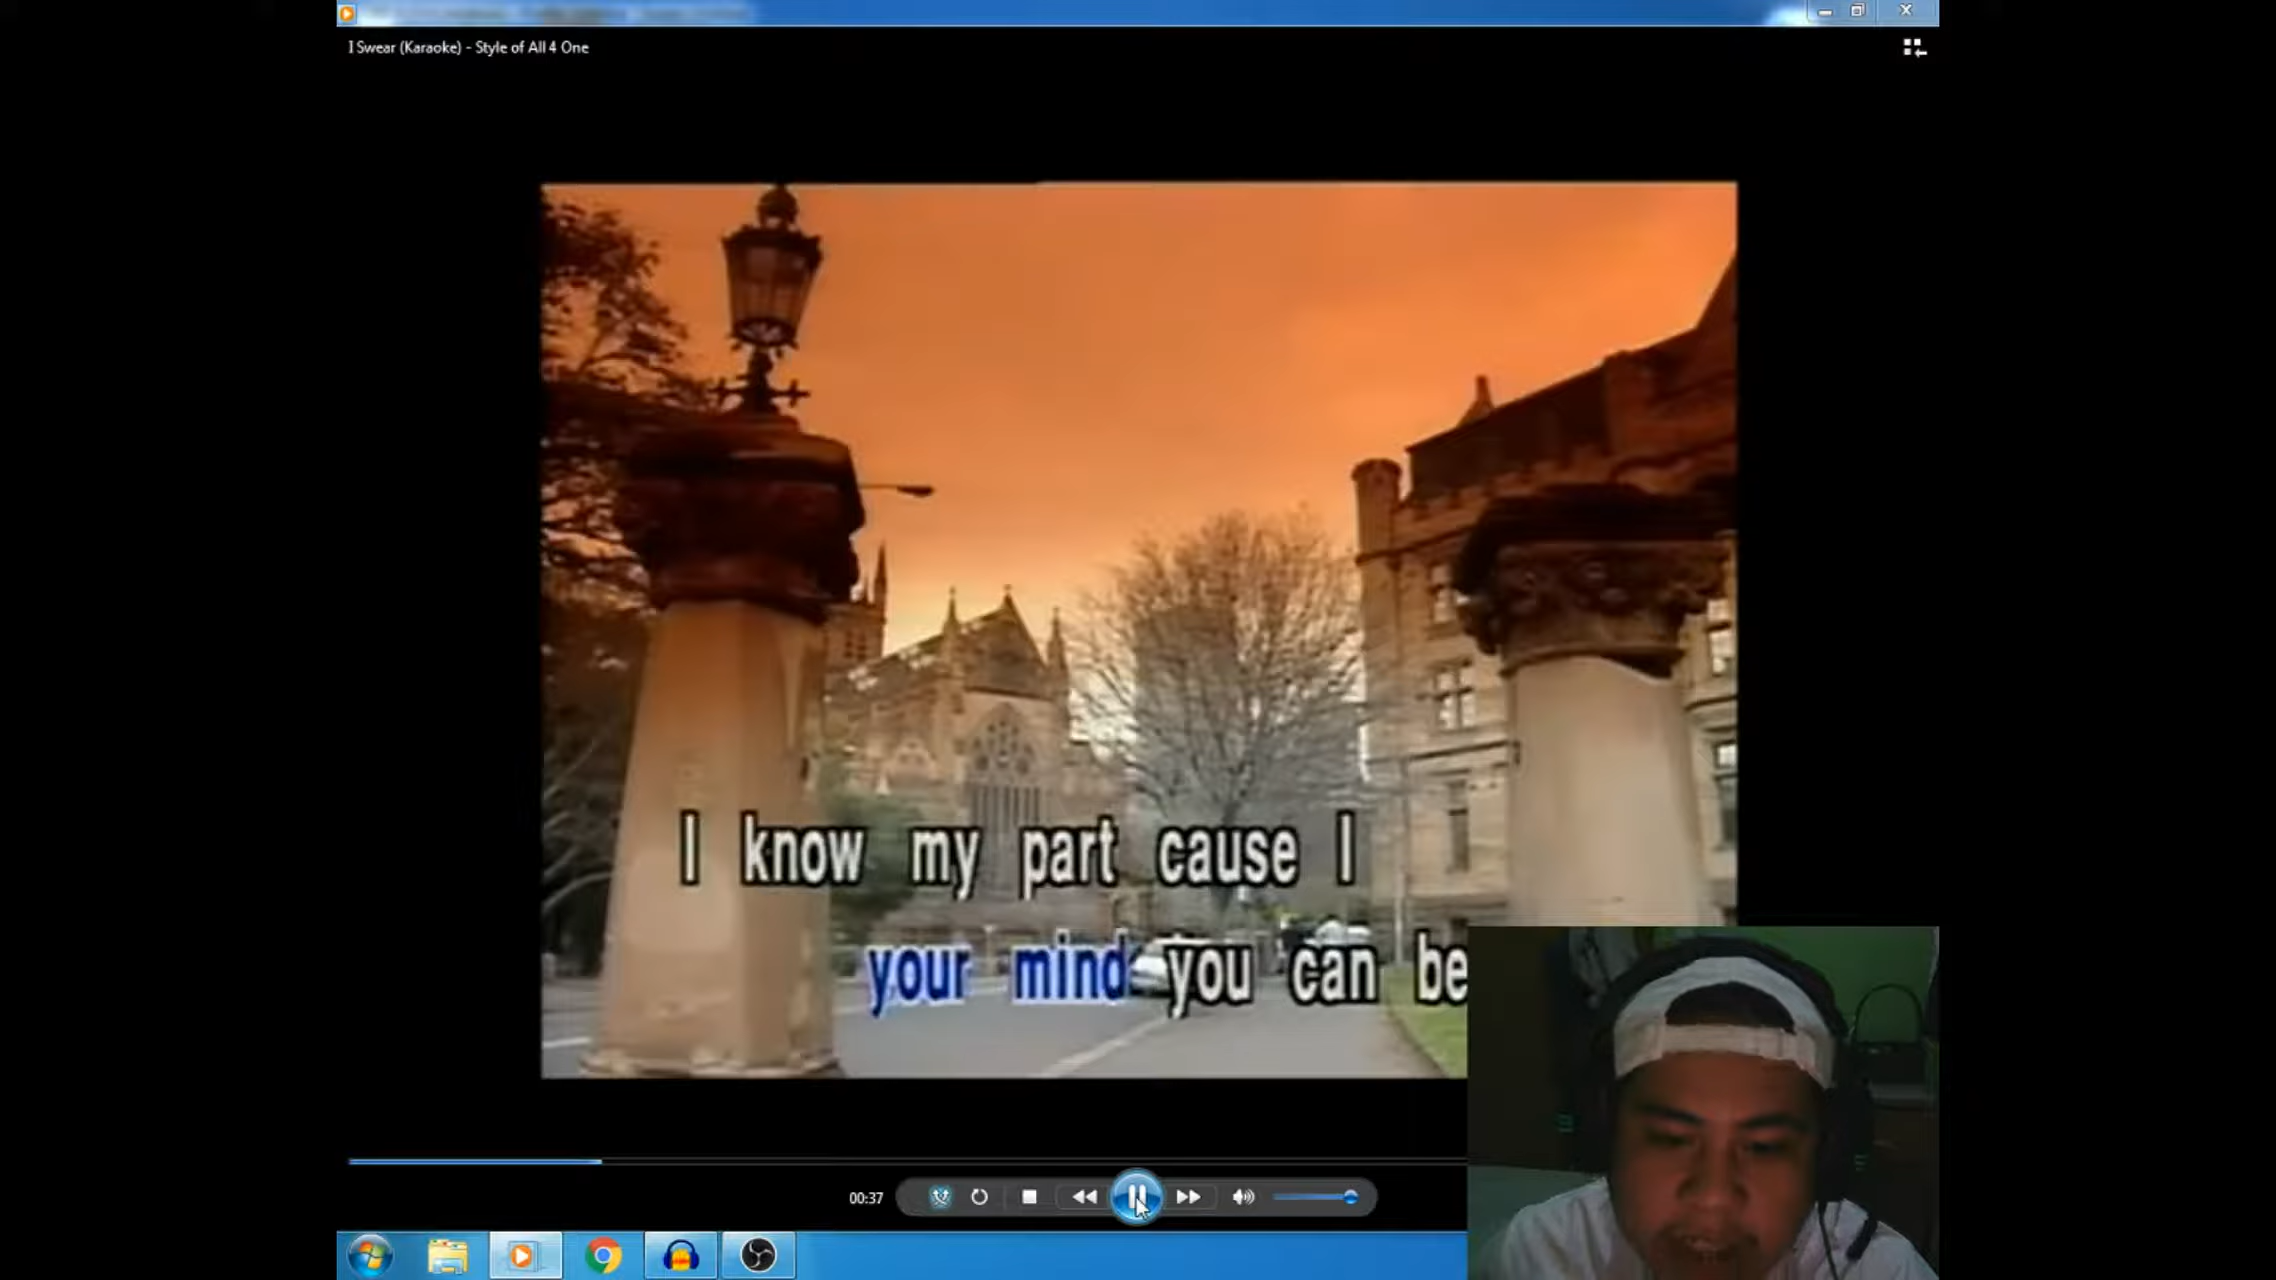 I Swear (Karaoke) - Style of All 4 One
I know my part cause I
your mind you can be
00:37